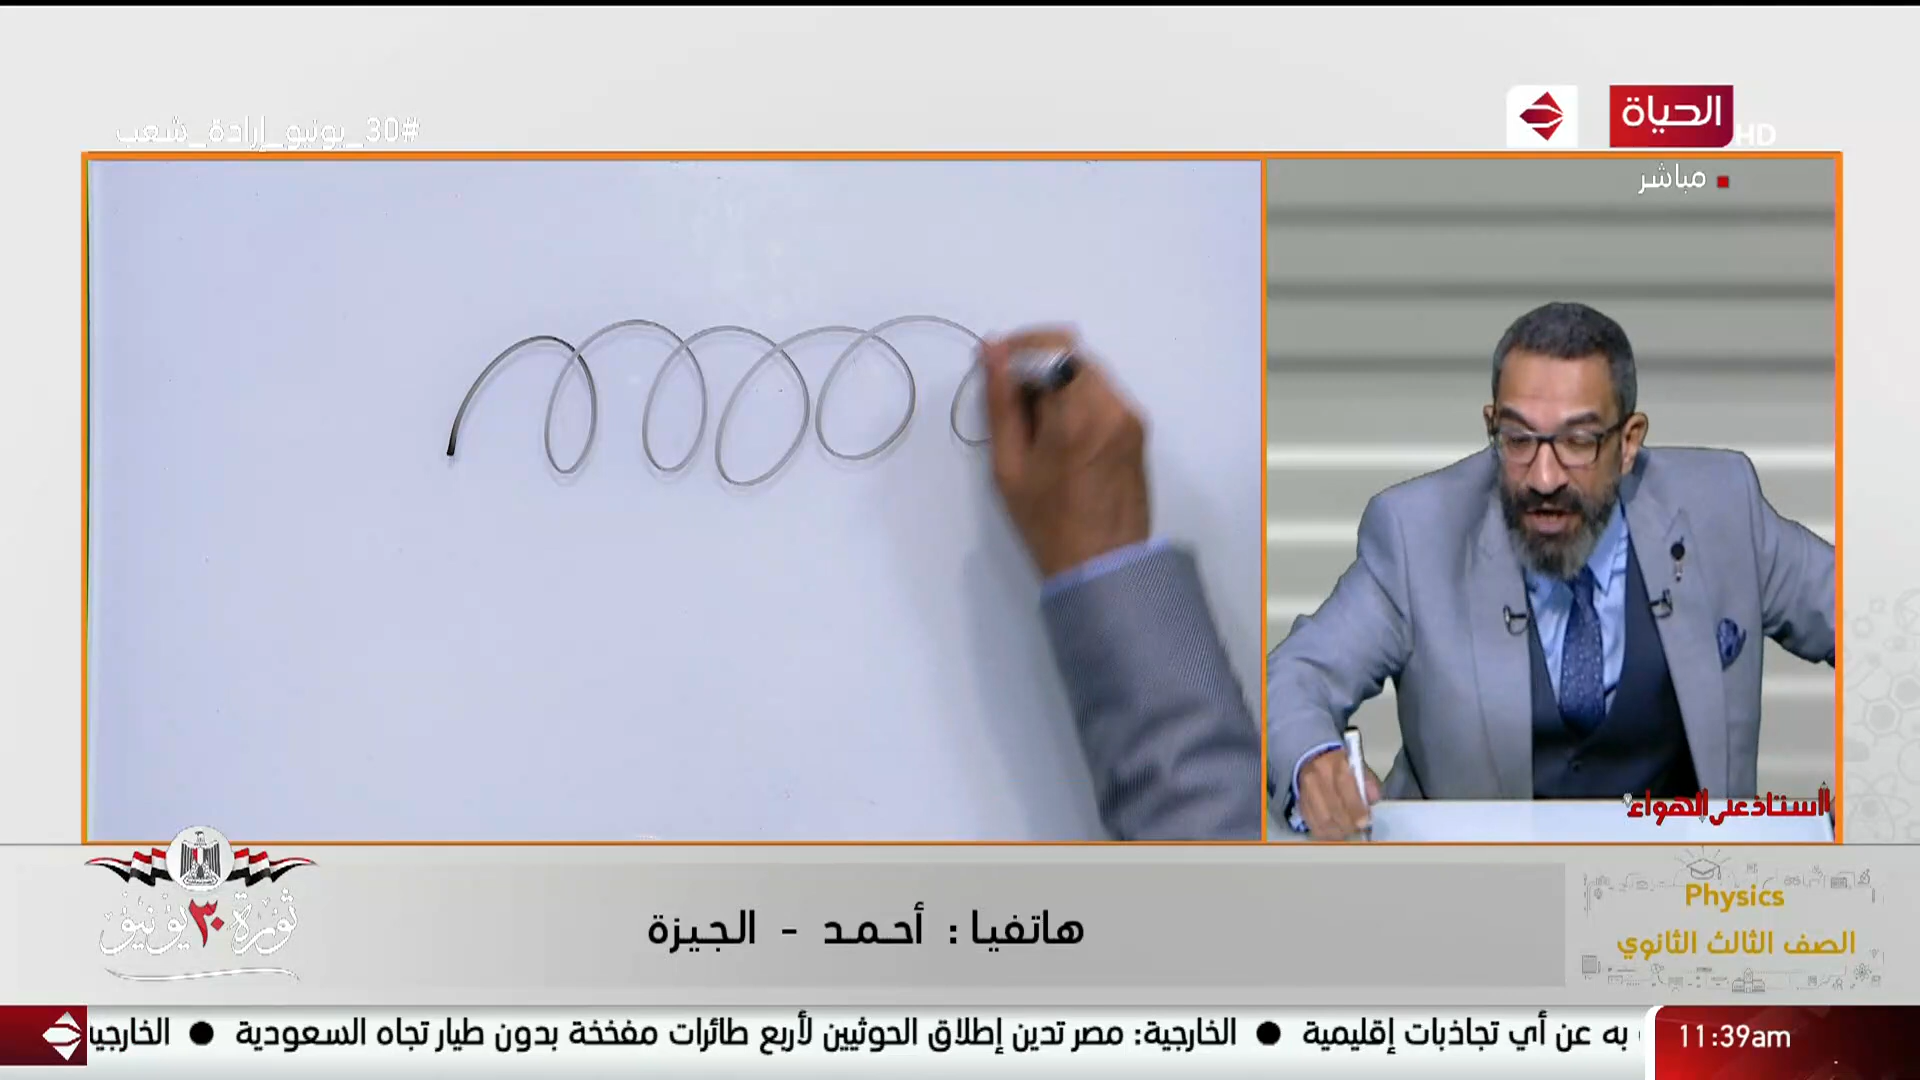 الحياة
HD
#30_يونيو_إرادة_شعب
مباشر
أستاذ على الهواء
Physics
الصف الثالث الثانوي
هاتفيا : أحمد - الجيزة
ثورة ٣٠ يونيو
به عن أي تجاذبات إقليمية ● الخارجية: مصر تدين إطلاق الحوثيين لأربع طائرات مفخخة بدون طيار تجاه السعودية ●
11:39am